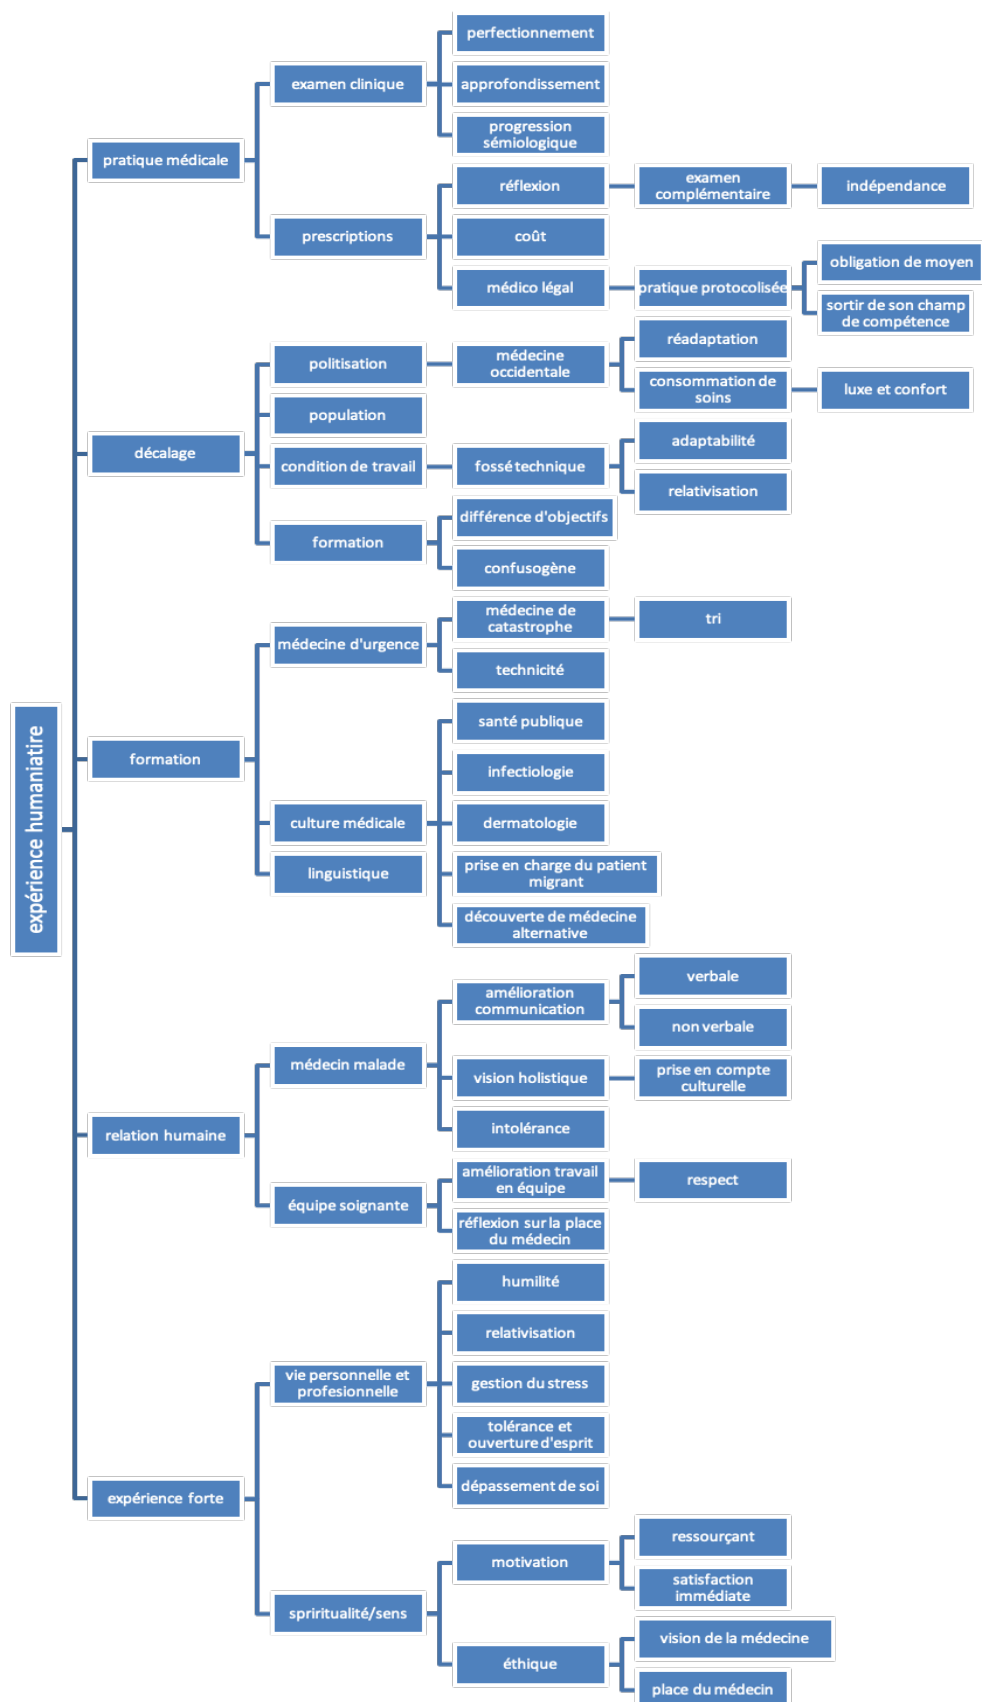 expérience humaniatire
pratique médicale
examen clinique
perfectionnement
approfondissement
progression
sémiologique
prescriptions
réflexion
examen
complémentaire
indépendance
coût
médico légal
pratique protocolisée
obligation de moyen
sortir de son champ
de compétence
décalage
politisation
médecine
occidentale
réadaptation
consommation de
soins
luxe et confort
population
condition de travail
fossé technique
adaptabilité
relativisation
formation
différence d'objectifs
confusogène
formation
médecine d'urgence
médecine de
catastrophe
tri
technicité
culture médicale
santé publique
infectiologie
dermatologie
prise en charge du patient
migrant
découverte de médecine
alternative
linguistique
relation humaine
médecin malade
amélioration
communication
verbale
non verbale
vision holistique
prise en compte
culturelle
intolérance
équipe soignante
amélioration travail
en équipe
respect
réflexion sur la place
du médecin
expérience forte
vie personnelle et
profesionnelle
humilité
relativisation
gestion du stress
tolérance et
ouverture d'esprit
dépassement de soi
spriritualité/sens
motivation
ressourçant
satisfaction
immédiate
éthique
vision de la médecine
place du médecin